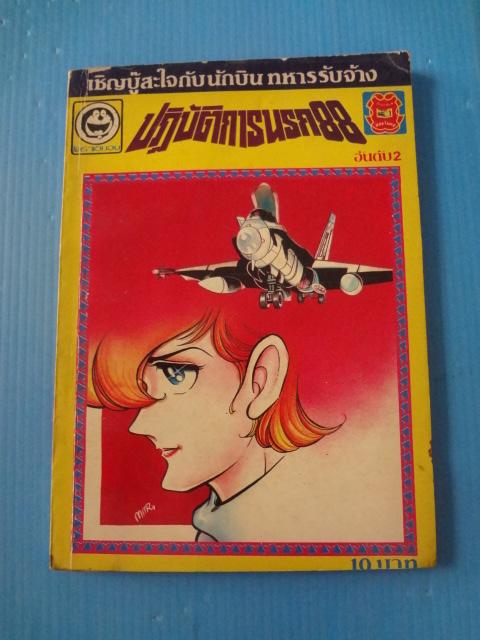 เชิญบู๊สะใจกับนักบิน ทหารรับจ้าง
ปฏิบัติการนรก88
อันดับ2
MITR,
10 บาท